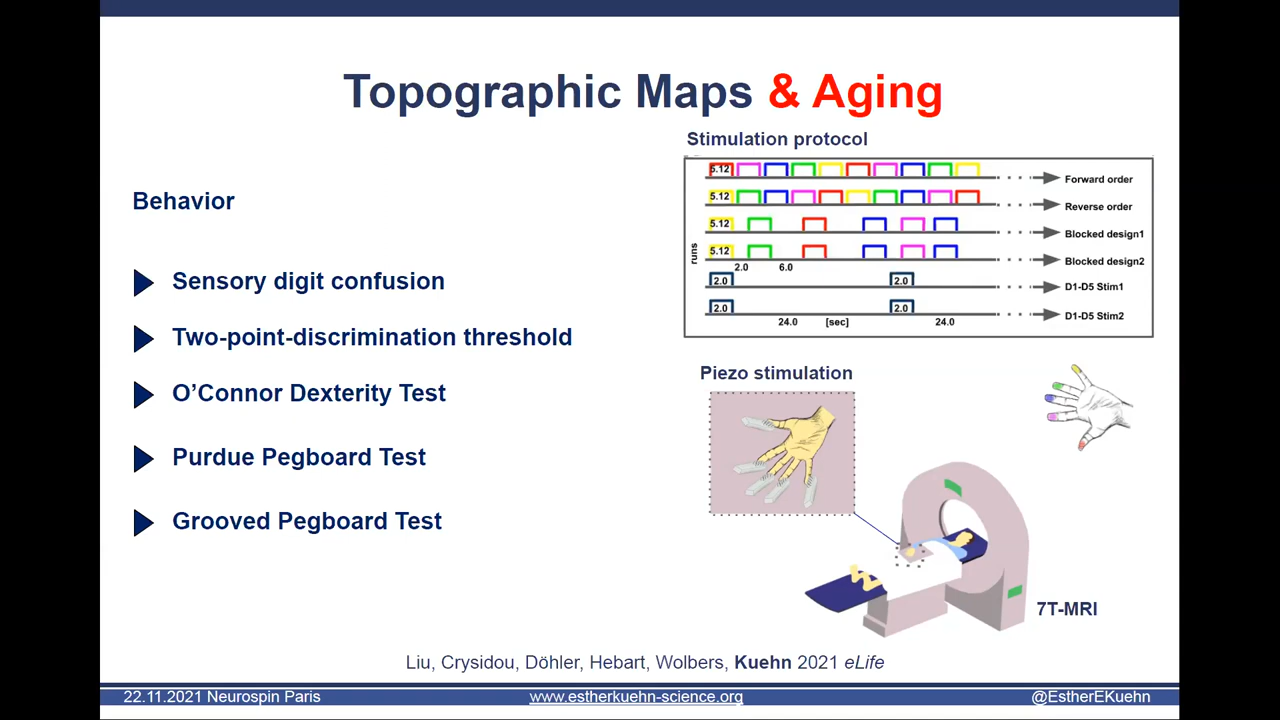 Topographic Maps & Aging
Stimulation protocol
Behavior
Sensory digit confusion
Two-point-discrimination threshold
O’Connor Dexterity Test
Purdue Pegboard Test
Grooved Pegboard Test
runs
5.12 Forward order
5.12 Reverse order
5.12 Blocked design1
5.12 Blocked design2
2.0 6.0
2.0 2.0 D1-D5 Stim1
2.0 2.0 D1-D5 Stim2
24.0 [sec] 24.0
Piezo stimulation
7T-MRI
Liu, Crysidou, Döhler, Hebart, Wolbers, Kuehn 2021 eLife
22.11.2021 Neurospin Paris www.estherkuehn-science.org @EstherEKuehn